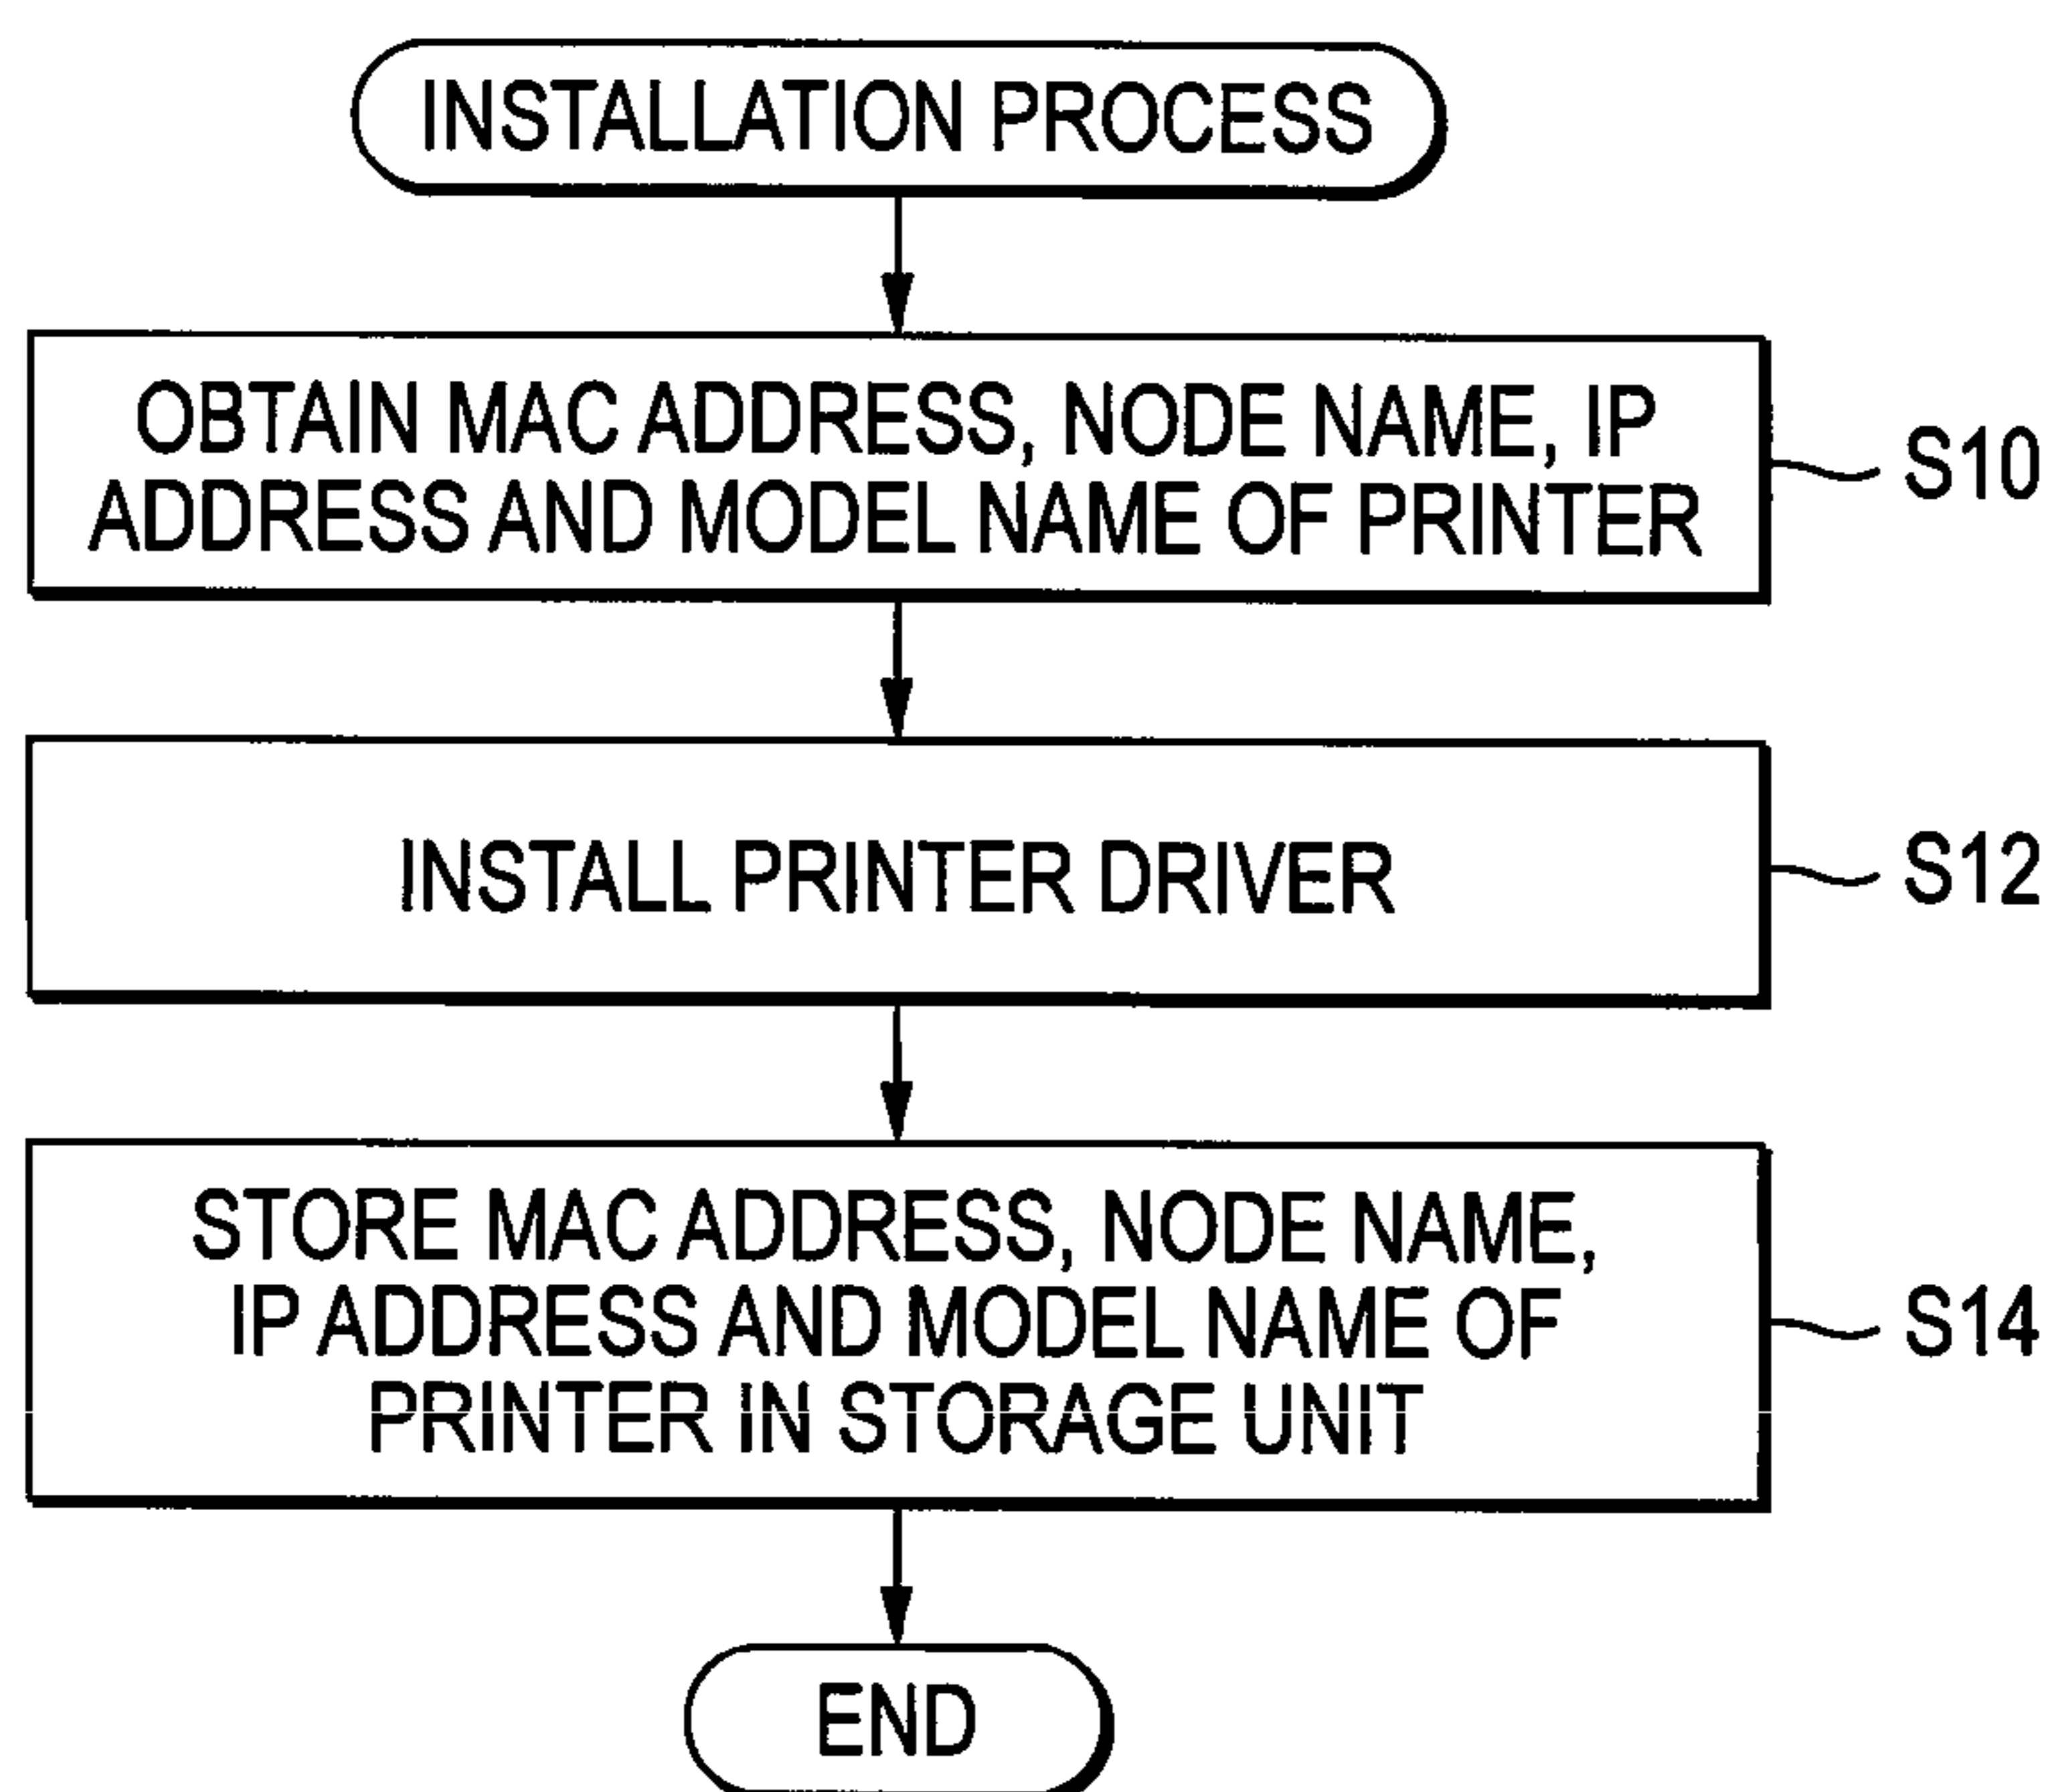 INSTALLATION PROCESS
OBTAIN MAC ADDRESS, NODE NAME, IP
ADDRESS AND MODEL NAME OF PRINTER
S10
INSTALL PRINTER DRIVER
S12
STORE MAC ADDRESS, NODE NAME,
IP ADDRESS AND MODEL NAME OF
PRINTER IN STORAGE UNIT
S14
END